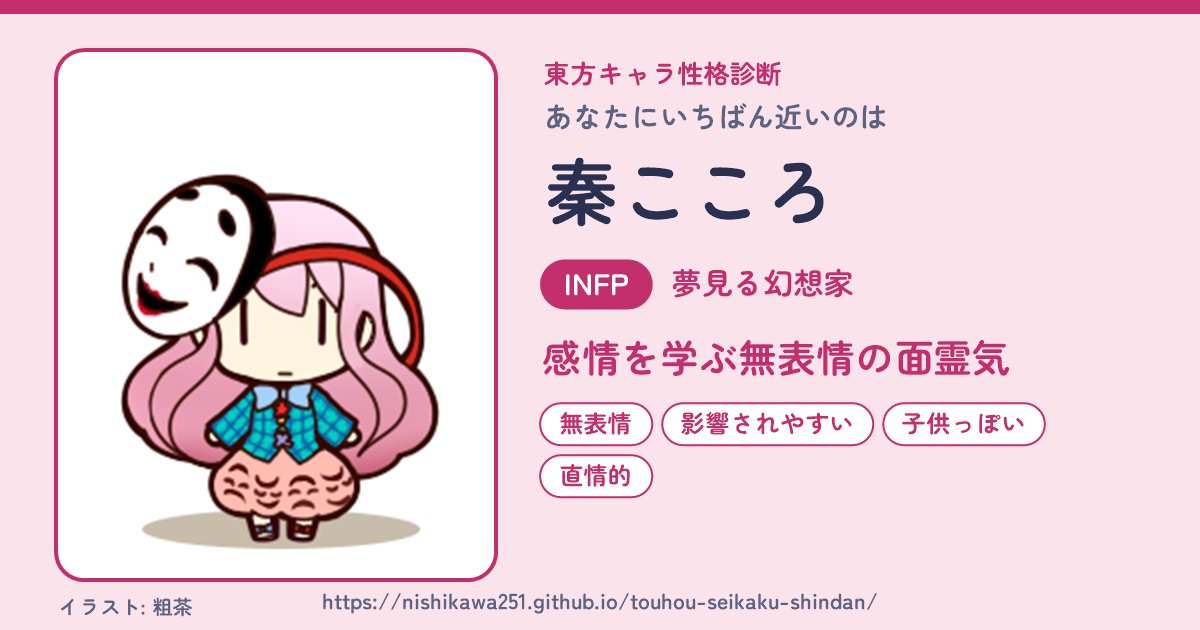 東方キャラ性格診断
あなたにいちばん近いのは
秦こころ
INFP 夢見る幻想家
感情を学ぶ無表情の面霊気
無表情 影響されやすい 子供っぽい
直情的
イラスト: 粗茶
https://nishikawa251.github.io/touhou-seikaku-shindan/